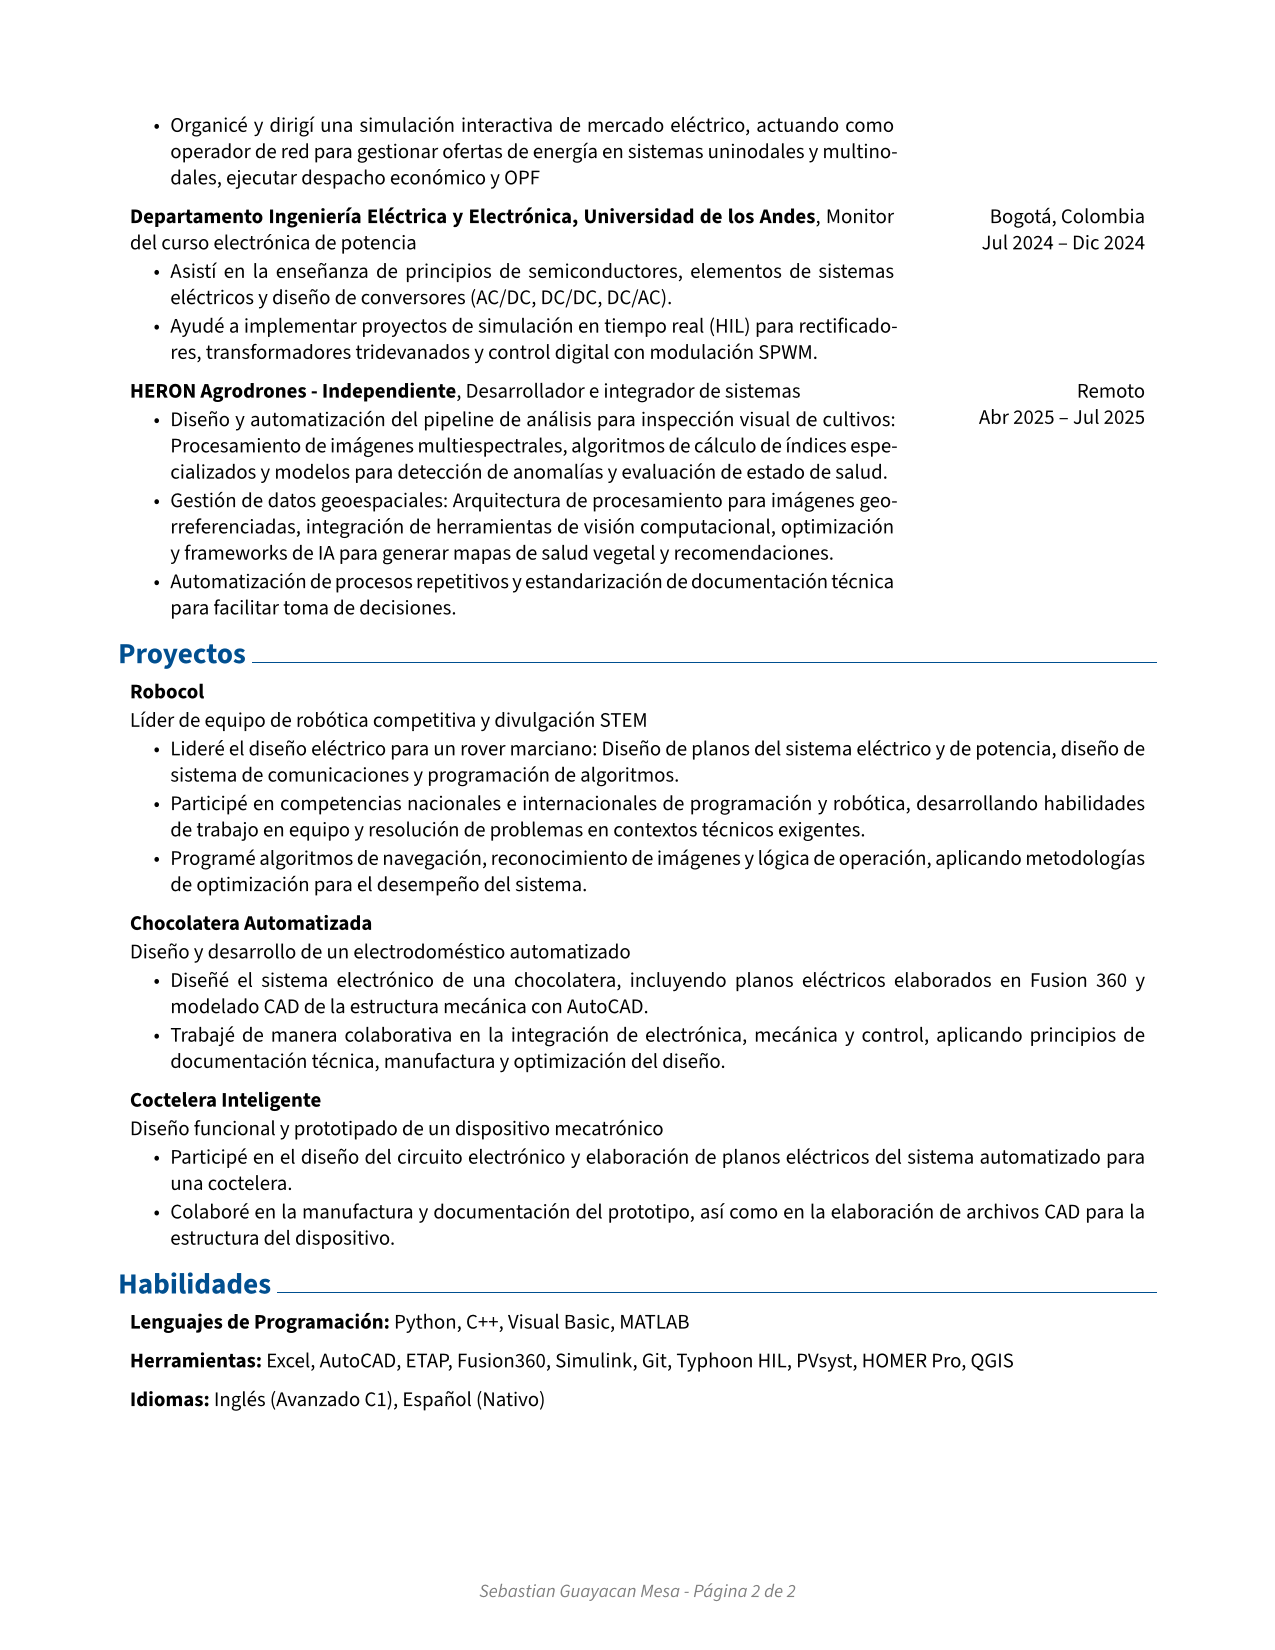 • Organicé y dirigí una simulación interactiva de mercado eléctrico, actuando como
operador de red para gestionar ofertas de energía en sistemas uninodales y multino-
dales, ejecutar despacho económico y OPF
Departamento Ingeniería Eléctrica y Electrónica, Universidad de los Andes, Monitor
del curso electrónica de potencia
Bogotá, Colombia
Jul 2024 – Dic 2024
• Asistí en la enseñanza de principios de semiconductores, elementos de sistemas
eléctricos y diseño de conversores (AC/DC, DC/DC, DC/AC).
• Ayudé a implementar proyectos de simulación en tiempo real (HIL) para rectificado-
res, transformadores tridevanados y control digital con modulación SPWM.
HERON Agrodrones - Independiente, Desarrollador e integrador de sistemas
Remoto
Abr 2025 – Jul 2025
• Diseño y automatización del pipeline de análisis para inspección visual de cultivos:
Procesamiento de imágenes multiespectrales, algoritmos de cálculo de índices espe-
cializados y modelos para detección de anomalías y evaluación de estado de salud.
• Gestión de datos geoespaciales: Arquitectura de procesamiento para imágenes geo-
rreferenciadas, integración de herramientas de visión computacional, optimización
y frameworks de IA para generar mapas de salud vegetal y recomendaciones.
• Automatización de procesos repetitivos y estandarización de documentación técnica
para facilitar toma de decisiones.
Proyectos
Robocol
Líder de equipo de robótica competitiva y divulgación STEM
• Lideré el diseño eléctrico para un rover marciano: Diseño de planos del sistema eléctrico y de potencia, diseño de
sistema de comunicaciones y programación de algoritmos.
• Participé en competencias nacionales e internacionales de programación y robótica, desarrollando habilidades
de trabajo en equipo y resolución de problemas en contextos técnicos exigentes.
• Programé algoritmos de navegación, reconocimiento de imágenes y lógica de operación, aplicando metodologías
de optimización para el desempeño del sistema.
Chocolatera Automatizada
Diseño y desarrollo de un electrodoméstico automatizado
• Diseñé el sistema electrónico de una chocolatera, incluyendo planos eléctricos elaborados en Fusion 360 y
modelado CAD de la estructura mecánica con AutoCAD.
• Trabajé de manera colaborativa en la integración de electrónica, mecánica y control, aplicando principios de
documentación técnica, manufactura y optimización del diseño.
Coctelera Inteligente
Diseño funcional y prototipado de un dispositivo mecatrónico
• Participé en el diseño del circuito electrónico y elaboración de planos eléctricos del sistema automatizado para
una coctelera.
• Colaboré en la manufactura y documentación del prototipo, así como en la elaboración de archivos CAD para la
estructura del dispositivo.
Habilidades
Lenguajes de Programación: Python, C++, Visual Basic, MATLAB
Herramientas: Excel, AutoCAD, ETAP, Fusion360, Simulink, Git, Typhoon HIL, PVsyst, HOMER Pro, QGIS
Idiomas: Inglés (Avanzado C1), Español (Nativo)
Sebastian Guayacan Mesa - Página 2 de 2